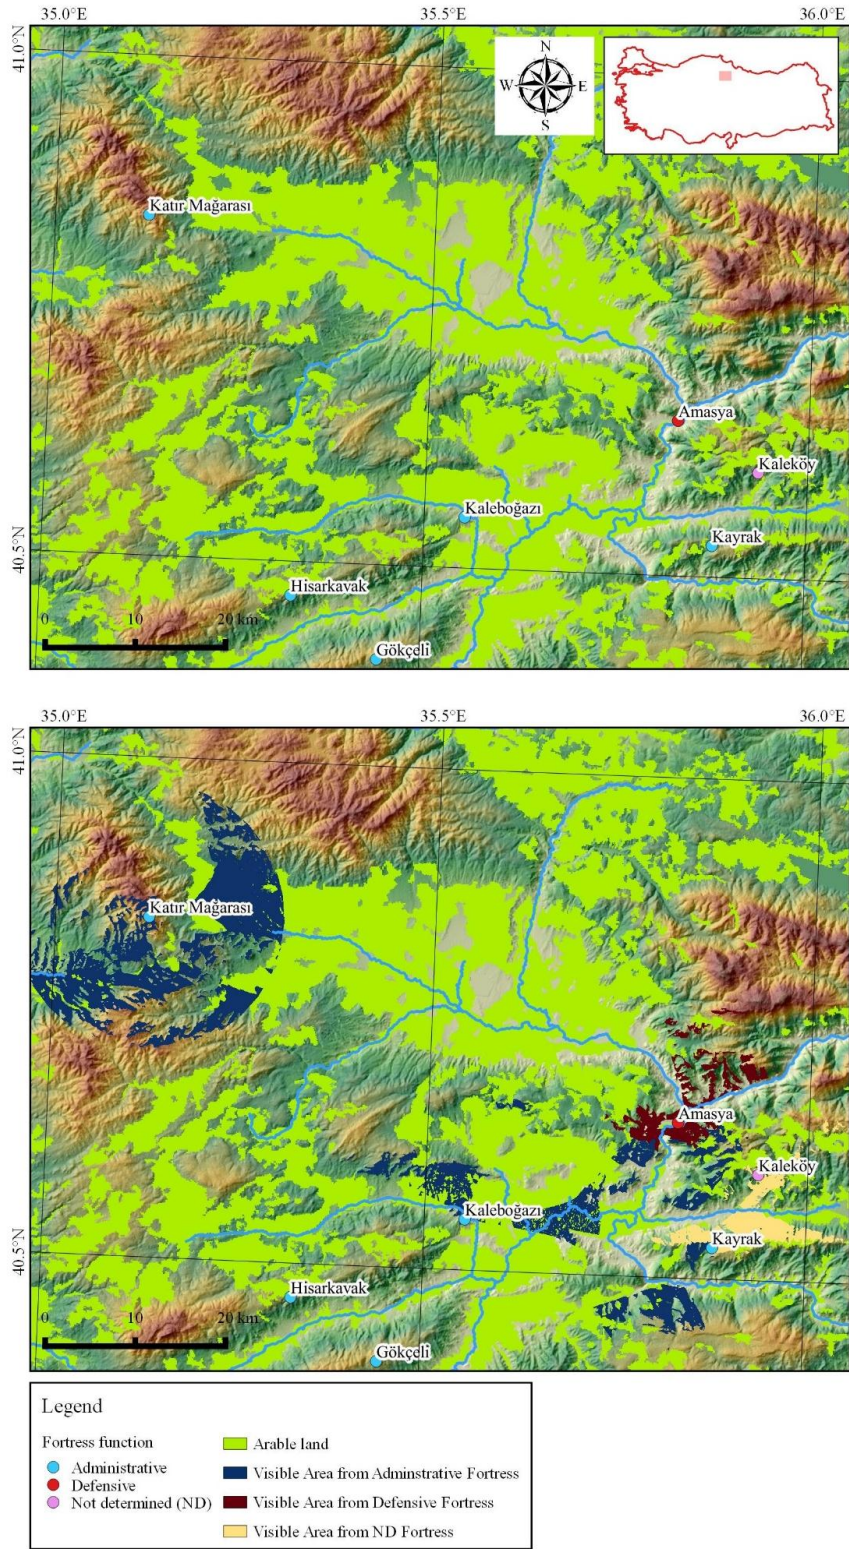 35.0°E 35.5°E 36.0°E
41.0°N
N
W E
S
Katır Mağarası
Amasya
Kaleköy
Kaleboğazı
Kayrak
40.5°N
Hisarkavak
0 10 20 km
Gökçeli
35.0°E 35.5°E 36.0°E
41.0°N
Katır Mağarası
Amasya
Kaleköy
Kaleboğazı
Kayrak
40.5°N
Hisarkavak
0 10 20 km
Gökçeli
Legend
Fortress function
Administrative
Defensive
Not determined (ND)
Arable land
Visible Area from Adminstrative Fortress
Visible Area from Defensive Fortress
Visible Area from ND Fortress